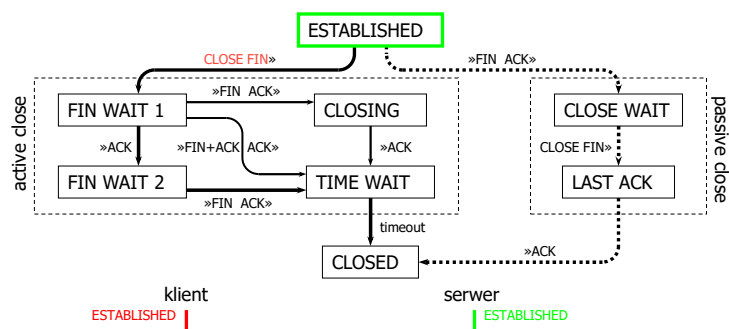 ESTABLISHED
CLOSE FIN» »FIN ACK»
FIN WAIT 1 »FIN ACK» CLOSING CLOSE WAIT
active close »ACK »FIN+ACK ACK» »ACK CLOSE FIN» passive close
FIN WAIT 2 TIME WAIT LAST ACK
»FIN ACK»
timeout
»ACK
CLOSED
klient serwer
ESTABLISHED ESTABLISHED